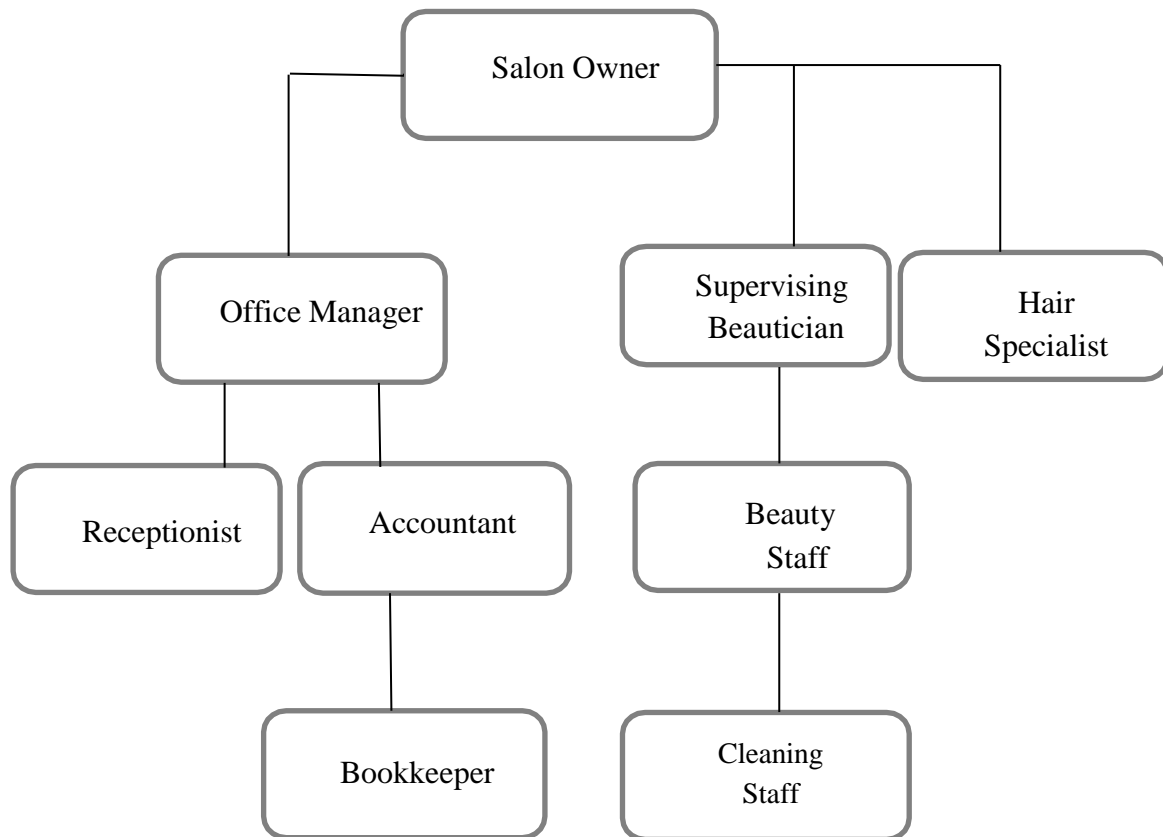 Salon Owner
Office Manager
Supervising
Beautician
Hair
Specialist
Receptionist
Accountant
Beauty
Staff
Bookkeeper
Cleaning
Staff